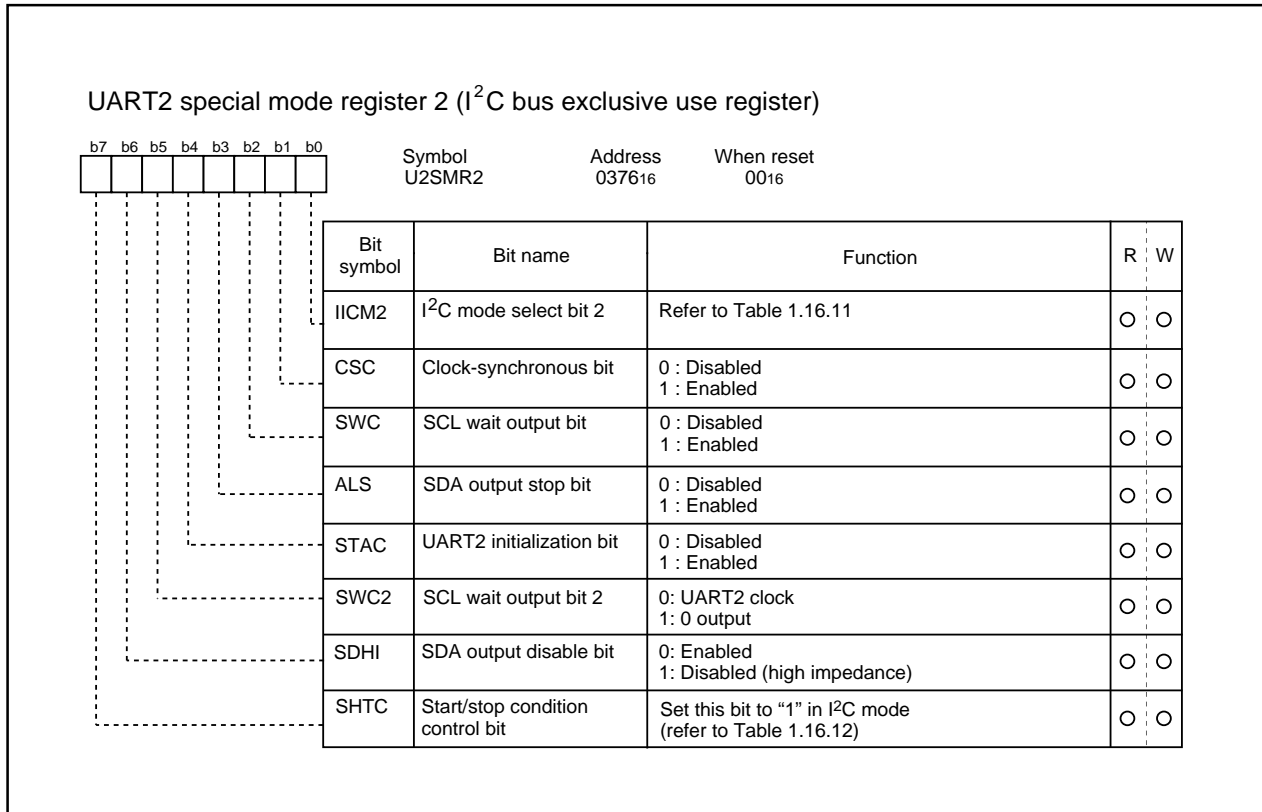 UART2 special mode register 2 (I2C bus exclusive use register)
b7 b6 b5 b4 b3 b2 b1 b0
Symbol Address When reset
U2SMR2 037616 0016
Bit symbol Bit name Function R W
IICM2 I2C mode select bit 2 Refer to Table 1.16.11
CSC Clock-synchronous bit 0 : Disabled
1 : Enabled
SWC SCL wait output bit 0 : Disabled
1 : Enabled
ALS SDA output stop bit 0 : Disabled
1 : Enabled
STAC UART2 initialization bit 0 : Disabled
1 : Enabled
SWC2 SCL wait output bit 2 0: UART2 clock
1: 0 output
SDHI SDA output disable bit 0: Enabled
1: Disabled (high impedance)
SHTC Start/stop condition control bit Set this bit to “1” in I2C mode
(refer to Table 1.16.12)